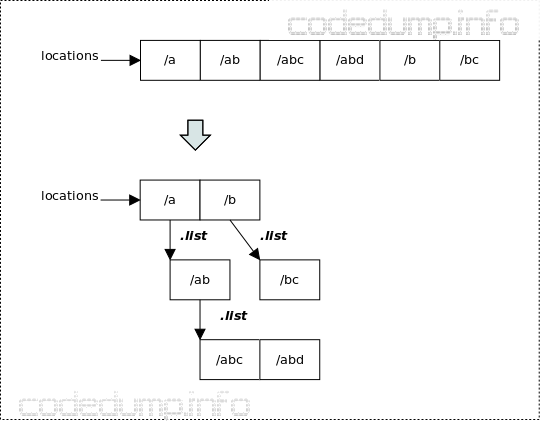 codedump.info
locations /a /ab /abc /abd /b /bc
locations /a /b
.list .list
/ab /bc
.list
/abc /abd
codedump.info